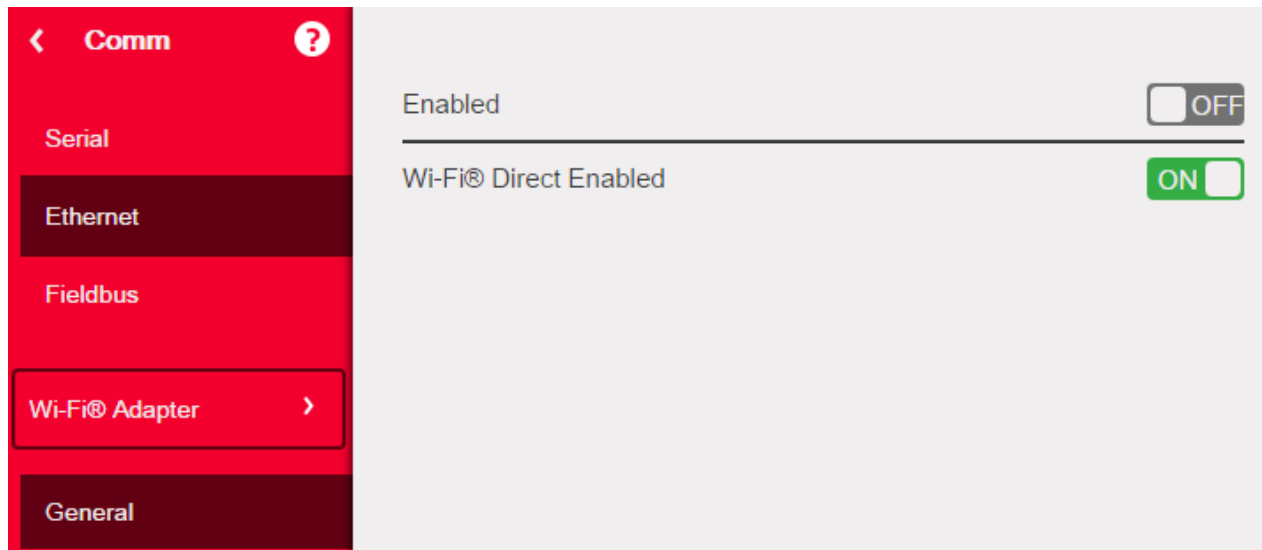 Comm ?
Serial
Ethernet
Fieldbus
Wi-Fi® Adapter
General
Enabled OFF
Wi-Fi® Direct Enabled ON